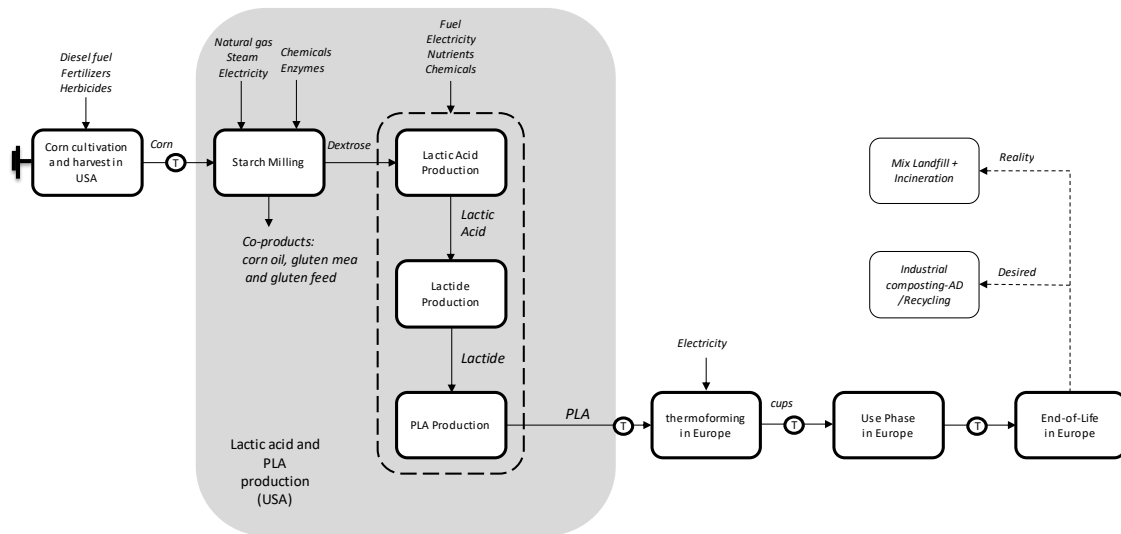 Diesel fuel
Fertilizers
Herbicides
Corn cultivation
and harvest in
USA
Corn
T
Natural gas
Steam
Electricity
Chemicals
Enzymes
Starch Milling
Co-products:
corn oil, gluten mea
and gluten feed
Dextrose
Fuel
Electricity
Nutrients
Chemicals
Lactic Acid
Production
Lactic
Acid
Lactide
Production
Lactide
PLA Production
Lactic acid and
PLA
production
(USA)
PLA
T
Electricity
thermoforming
in Europe
cups
T
Use Phase
in Europe
T
End-of-Life
in Europe
Reality
Mix Landfill +
Incineration
Desired
Industrial
composting-AD
/Recycling